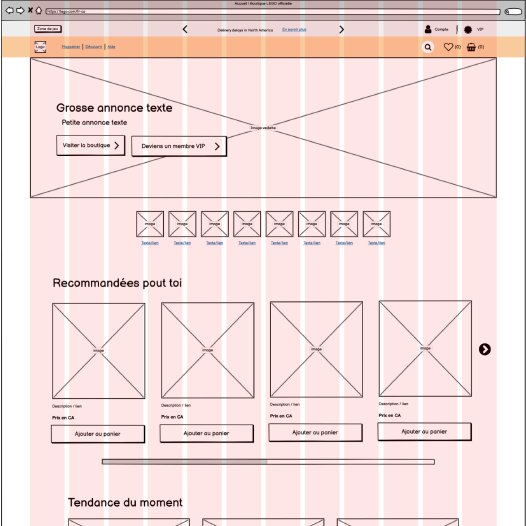 Accueil | Boutique LEGO officielle
https://lego.com/fr-ca
Zone de jeu
Delivery delays in North America
En savoir plus
Compte
VIP
Logo
Magasiner | Découvrir | Aide
(0)
(0)
Grosse annonce texte
Petite annonce texte
Image vedette
Visiter la boutique
Deviens un membre VIP
Image Image Image Image Image Image Image Image
Texte/lien Texte/lien Texte/lien Texte/lien Texte/lien Texte/lien Texte/lien Texte/lien
Recommandées pout toi
Image Image Image Image
Description / lien Description / lien Description / lien Description / lien
Prix en CA Prix en CA Prix en CA Prix en CA
Ajouter au panier Ajouter au panier Ajouter au panier Ajouter au panier
Tendance du moment